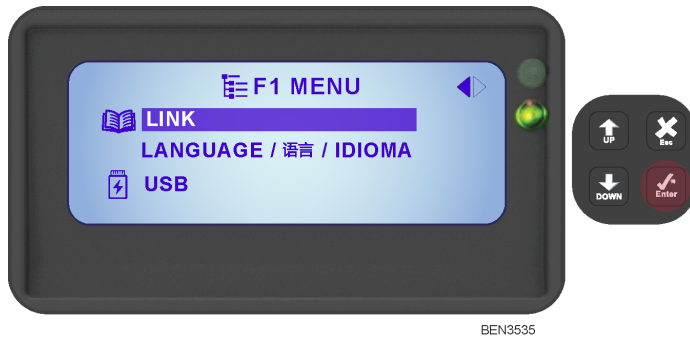 F1 MENU
LINK
LANGUAGE / 语言 / IDIOMA
USB
UP
Esc
DOWN
Enter
BEN3535